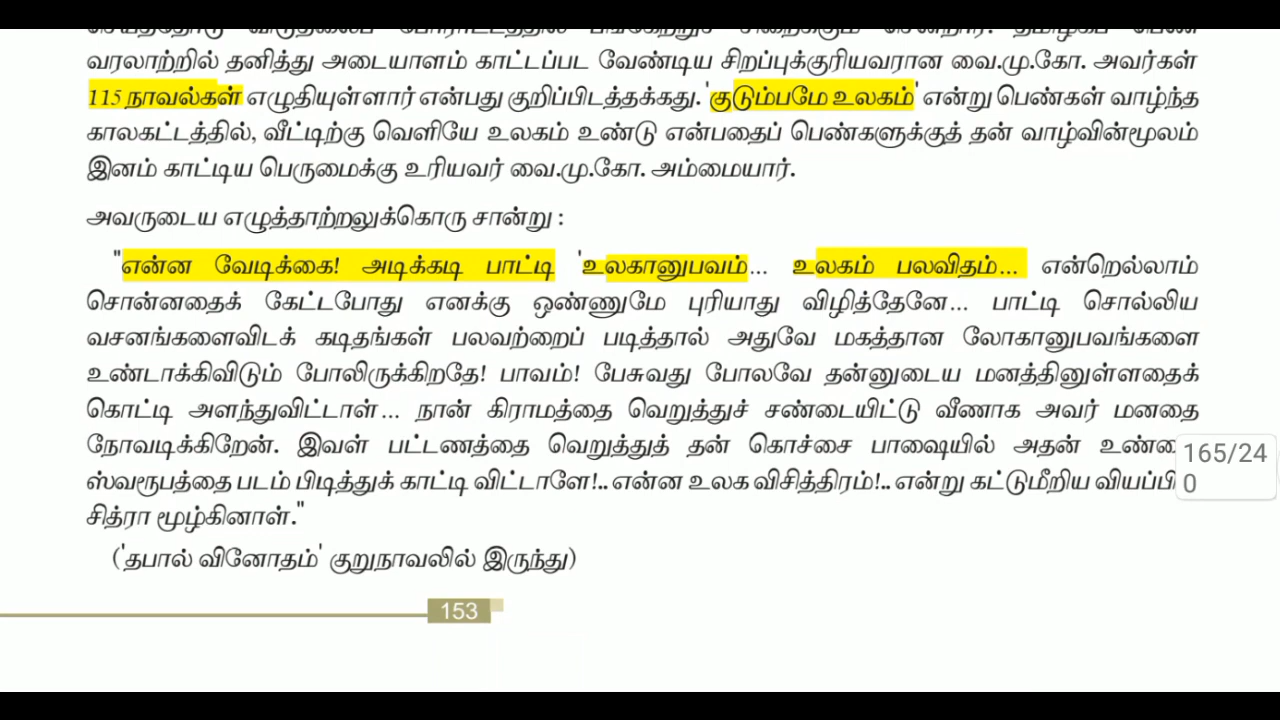 வரலாற்றில் தனித்து அடையாளம் காட்டப்பட வேண்டிய சிறப்புக்குரியவரான வை.மு.கோ. அவர்கள்
115 நாவல்கள் எழுதியுள்ளார் என்பது குறிப்பிடத்தக்கது. 'குடும்பமே உலகம்' என்று பெண்கள் வாழ்ந்த
காலகட்டத்தில், வீட்டிற்கு வெளியே உலகம் உண்டு என்பதைப் பெண்களுக்குத் தன் வாழ்வின்மூலம்
இனம் காட்டிய பெருமைக்கு உரியவர் வை.மு.கோ. அம்மையார்.
அவருடைய எழுத்தாற்றலுக்கொரு சான்று :
"என்ன வேடிக்கை! அடிக்கடி பாட்டி 'உலகானுபவம்... உலகம் பலவிதம்... என்றெல்லாம்
சொன்னதைக் கேட்டபோது எனக்கு ஒண்ணுமே புரியாது விழித்தேனே... பாட்டி சொல்லிய
வசனங்களைவிடக் கடிதங்கள் பலவற்றைப் படித்தால் அதுவே மகத்தான லோகானுபவங்களை
உண்டாக்கிவிடும் போலிருக்கிறதே! பாவம்! பேசுவது போலவே தன்னுடைய மனத்தினுள்ளதைக்
கொட்டி அளந்துவிட்டாள்... நான் கிராமத்தை வெறுத்துச் சண்டையிட்டு வீணாக அவர் மனதை
நோவடிக்கிறேன். இவள் பட்டணத்தை வெறுத்துத் தன் கொச்சை பாஷையில் அதன்
ஸ்வரூபத்தை படம் பிடித்துக் காட்டி விட்டாளே!.. என்ன உலக விசித்திரம்!.. என்று கட்டுமீறிய
சித்ரா மூழ்கினாள்."
('தபால் வினோதம்' குறுநாவலில் இருந்து)
153
165/24
0